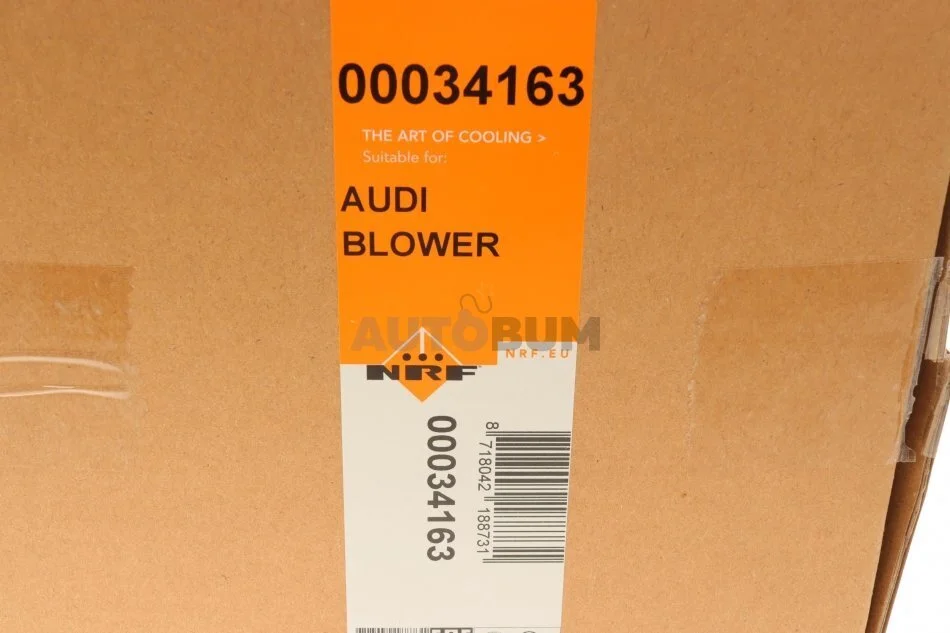 00034163
THE ART OF COOLING >
Suitable for:
AUDI
BLOWER
AUTOBUM
NRF.EU
NRF
00034163
8 718042 188731